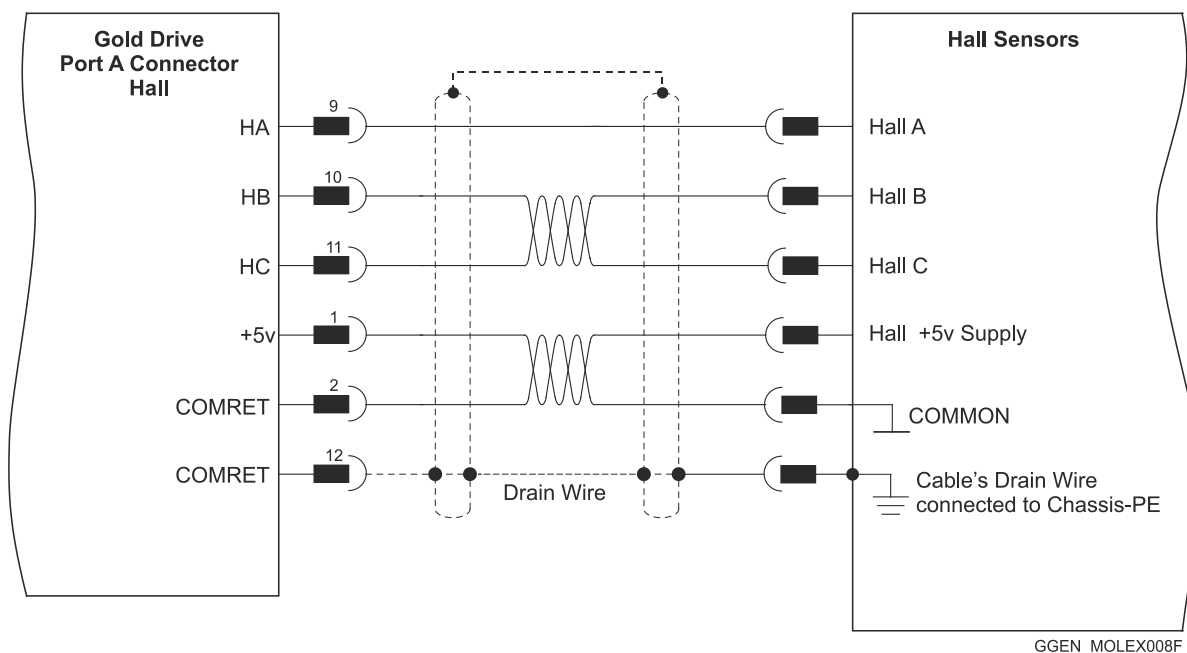 Gold Drive
Port A Connector
Hall
Hall Sensors
HA
9
Hall A
HB
10
Hall B
HC
11
Hall C
+5v
1
Hall +5v Supply
COMRET
2
COMMON
COMRET
12
Drain Wire
Cable's Drain Wire
connected to Chassis-PE
GGEN MOLEX008F